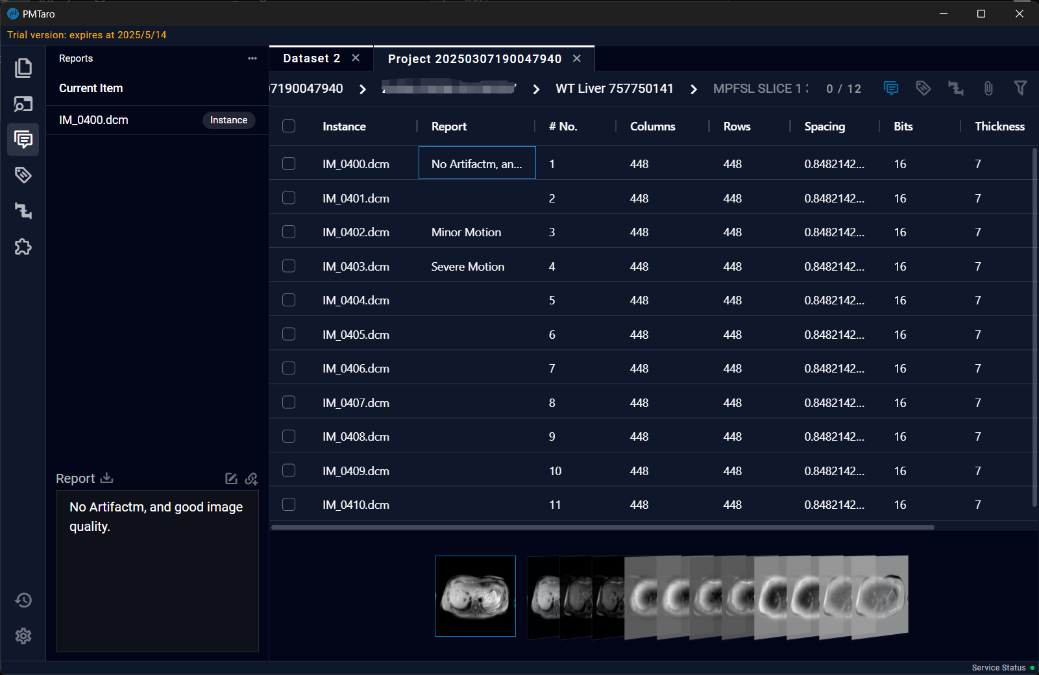 PMTaro
Trial version: expires at 2025/5/14
Reports
Current Item
IM_0400.dcm Instance
Report
No Artifactm, and good image
quality.
Dataset 2 Project 20250307190047940
7190047940 WT Liver 757750141 MPFSL SLICE 1 0 / 12
Instance Report # No. Columns Rows Spacing Bits Thickness
IM_0400.dcm No Artifactm, an... 1 448 448 0.8482142... 16 7
IM_0401.dcm 2 448 448 0.8482142... 16 7
IM_0402.dcm Minor Motion 3 448 448 0.8482142... 16 7
IM_0403.dcm Severe Motion 4 448 448 0.8482142... 16 7
IM_0404.dcm 5 448 448 0.8482142... 16 7
IM_0405.dcm 6 448 448 0.8482142... 16 7
IM_0406.dcm 7 448 448 0.8482142... 16 7
IM_0407.dcm 8 448 448 0.8482142... 16 7
IM_0408.dcm 9 448 448 0.8482142... 16 7
IM_0409.dcm 10 448 448 0.8482142... 16 7
IM_0410.dcm 11 448 448 0.8482142... 16 7
Service Status